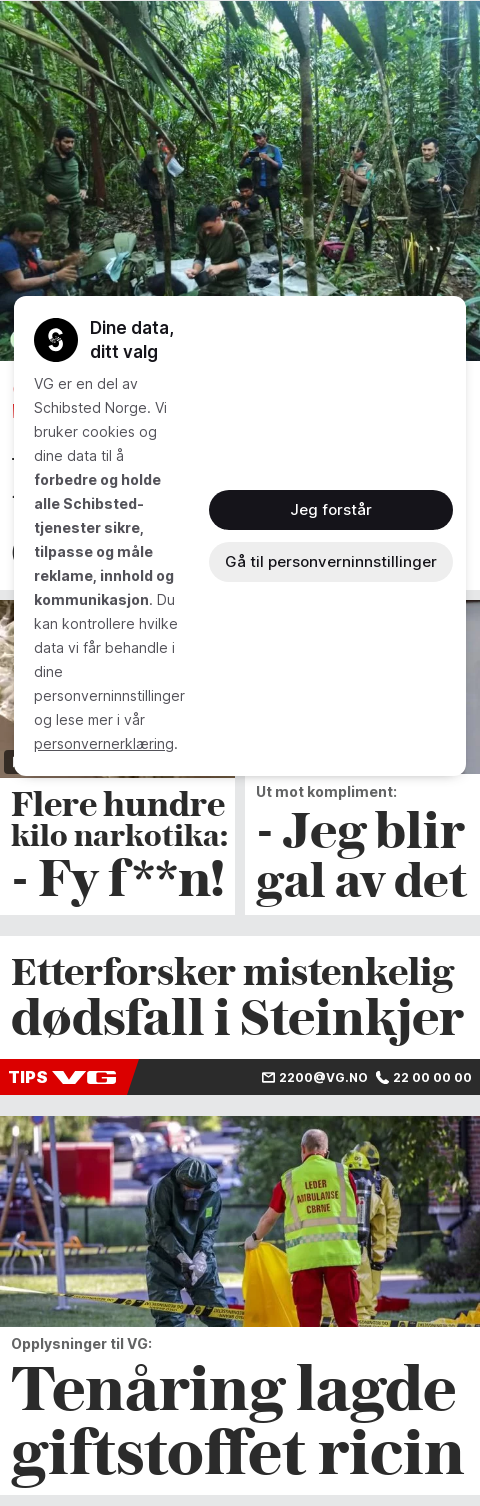 Dine data,
ditt valg
VG er en del av
Schibsted Norge. Vi
bruker cookies og
dine data til å
forbedre og holde
alle Schibsted-
tjenester sikre,
tilpasse og måle
reklame, innhold og
kommunikasjon. Du
kan kontrollere hvilke
data vi får behandle i
dine
personverninnstillinger
og lese mer i vår
personvernerklæring.
Jeg forstår
Gå til personverninnstillinger
Flere hundre
kilo narkotika:
- Fy f**n!
Ut mot kompliment:
- Jeg blir
gal av det
Etterforsker mistenkelig
dødsfall i Steinkjer
TIPS VG 2200@VG.NO 22 00 00 00
LEDER
AMBULANSE
CBRNE
Opplysninger til VG:
Tenåring lagde
giftstoffet ricin